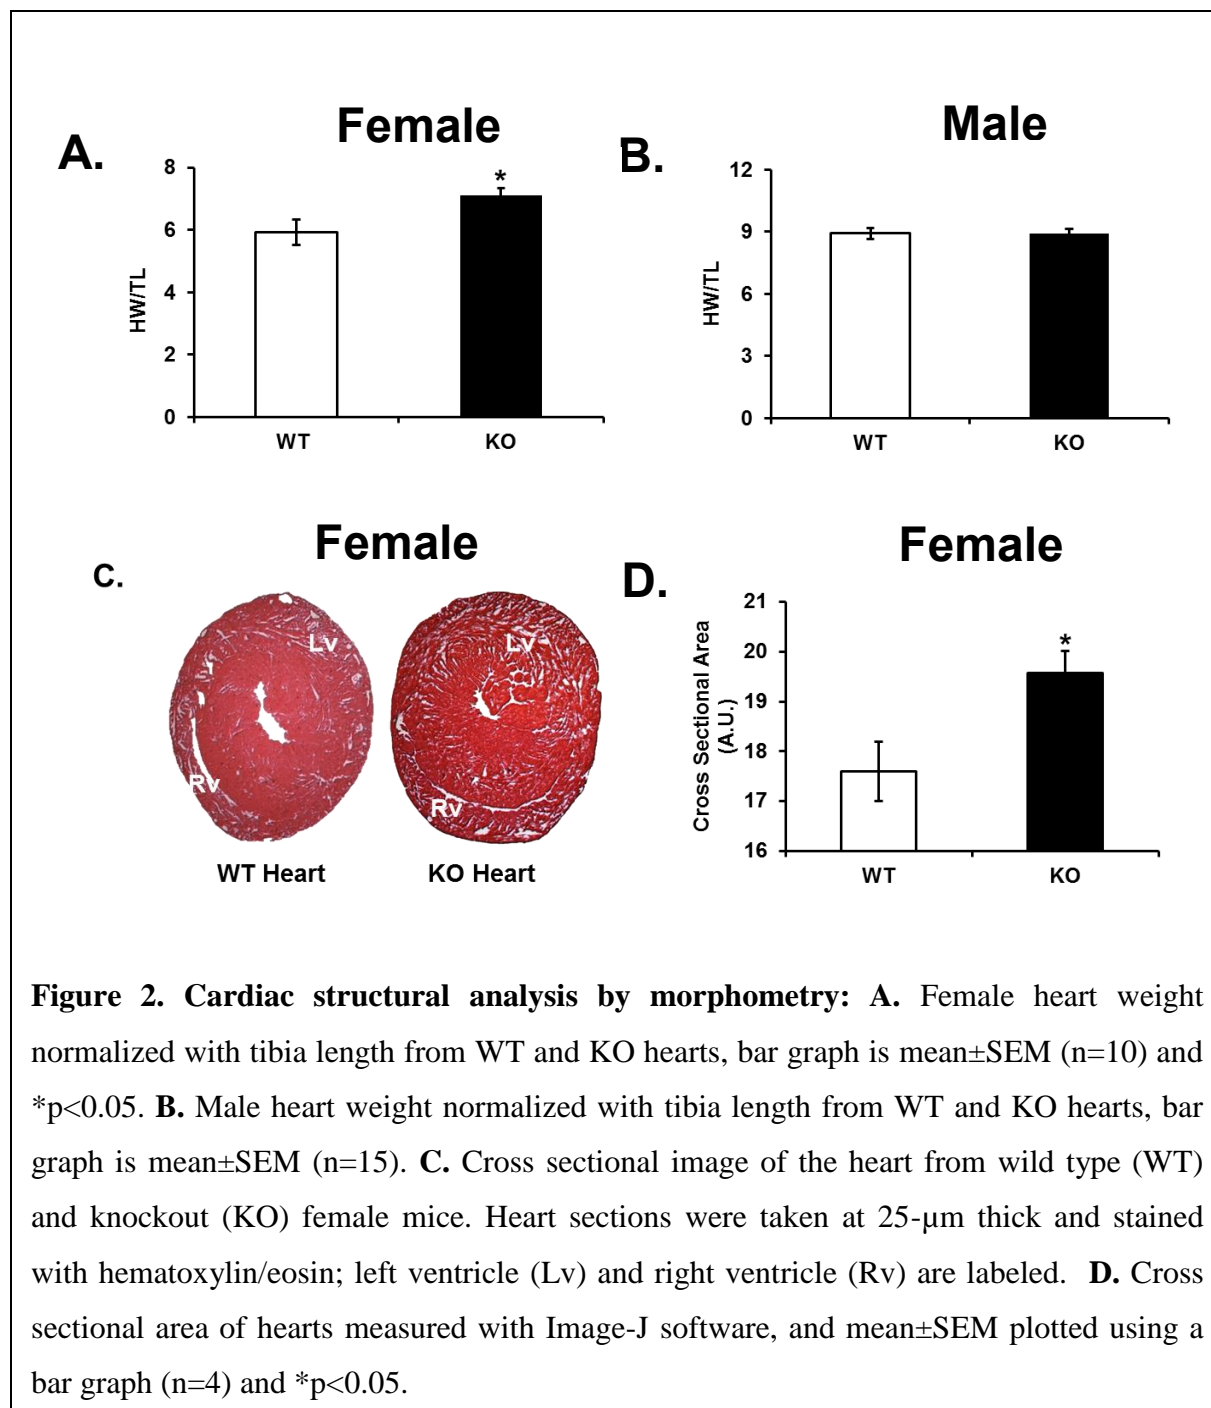 Female
A.
8
6
4
2
0
HW/TL
*
WT
KO
Male
B.
12
9
6
3
0
HW/TL
WT
KO
Female
C.
Lv
Rv
Lv
Rv
WT Heart
KO Heart
Female
D.
21
20
19
18
17
16
Cross Sectional Area
(A.U.)
*
WT
KO
Figure 2. Cardiac structural analysis by morphometry: A. Female heart weight
normalized with tibia length from WT and KO hearts, bar graph is mean±SEM (n=10) and
*p<0.05. B. Male heart weight normalized with tibia length from WT and KO hearts, bar
graph is mean±SEM (n=15). C. Cross sectional image of the heart from wild type (WT)
and knockout (KO) female mice. Heart sections were taken at 25-µm thick and stained
with hematoxylin/eosin; left ventricle (Lv) and right ventricle (Rv) are labeled. D. Cross
sectional area of hearts measured with Image-J software, and mean±SEM plotted using a
bar graph (n=4) and *p<0.05.